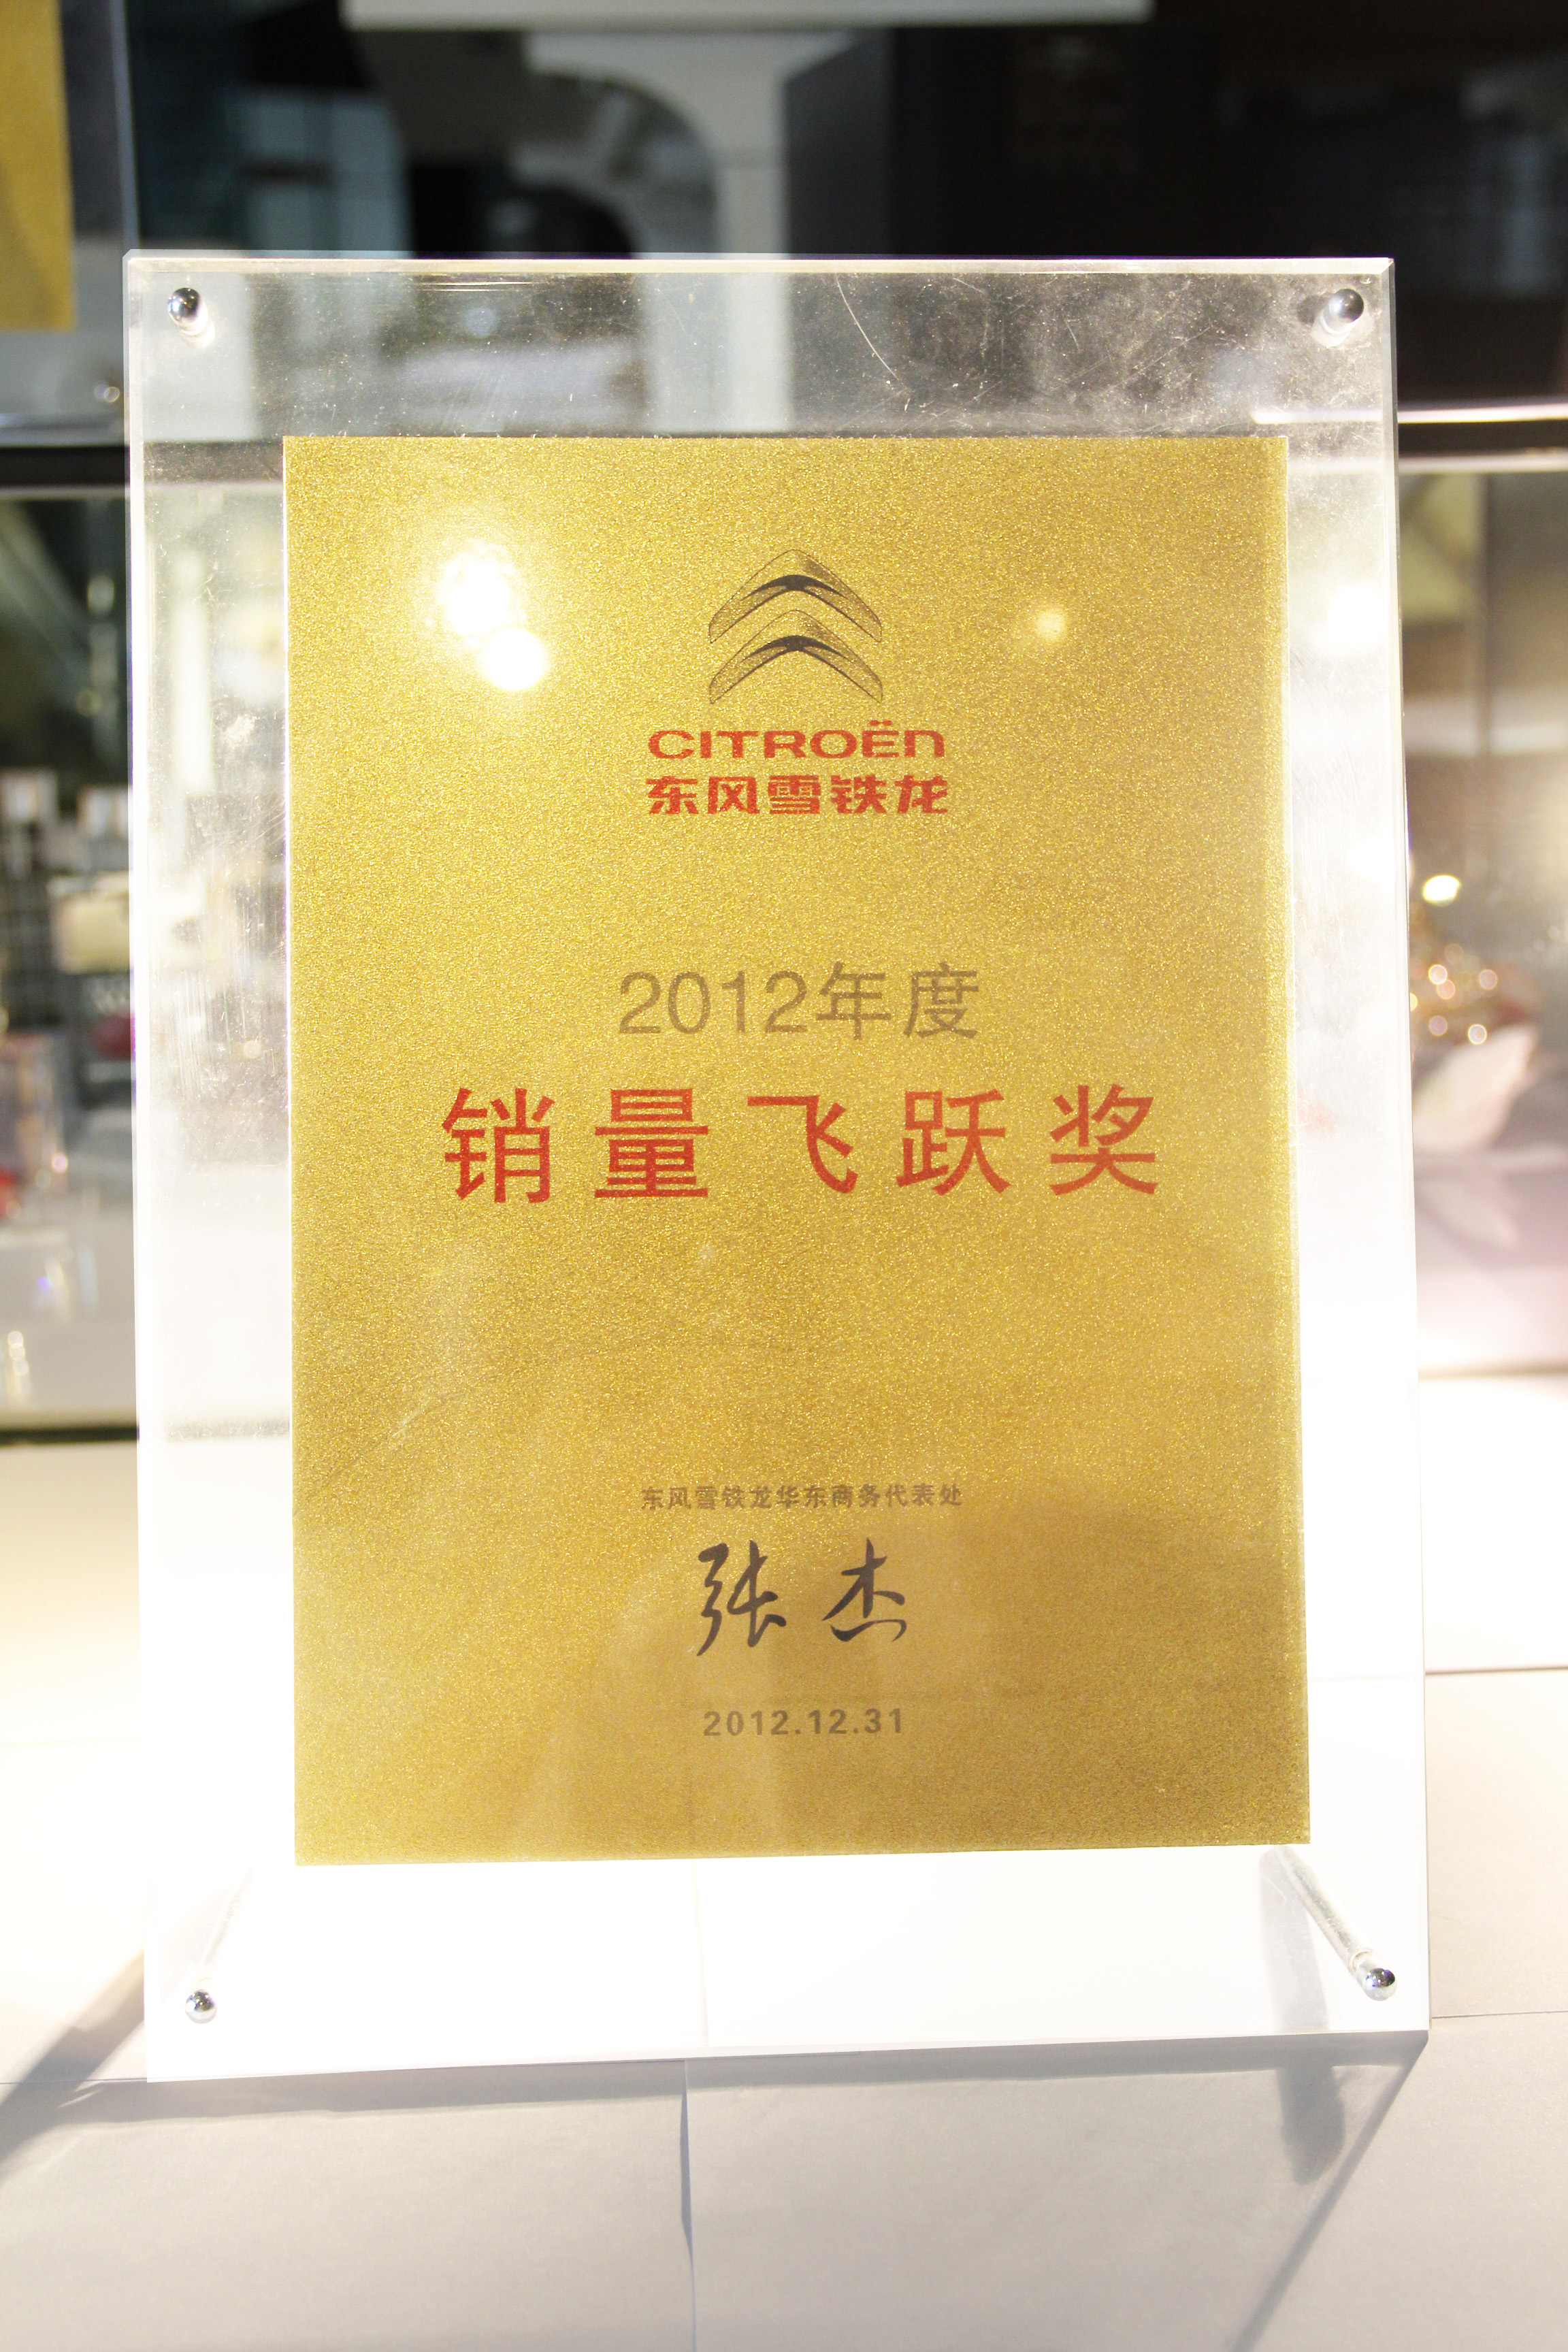 CITROËN
东风雪铁龙
2012年度
销量飞跃奖
东风雪铁龙华东商务代表处
张杰
2012.12.31